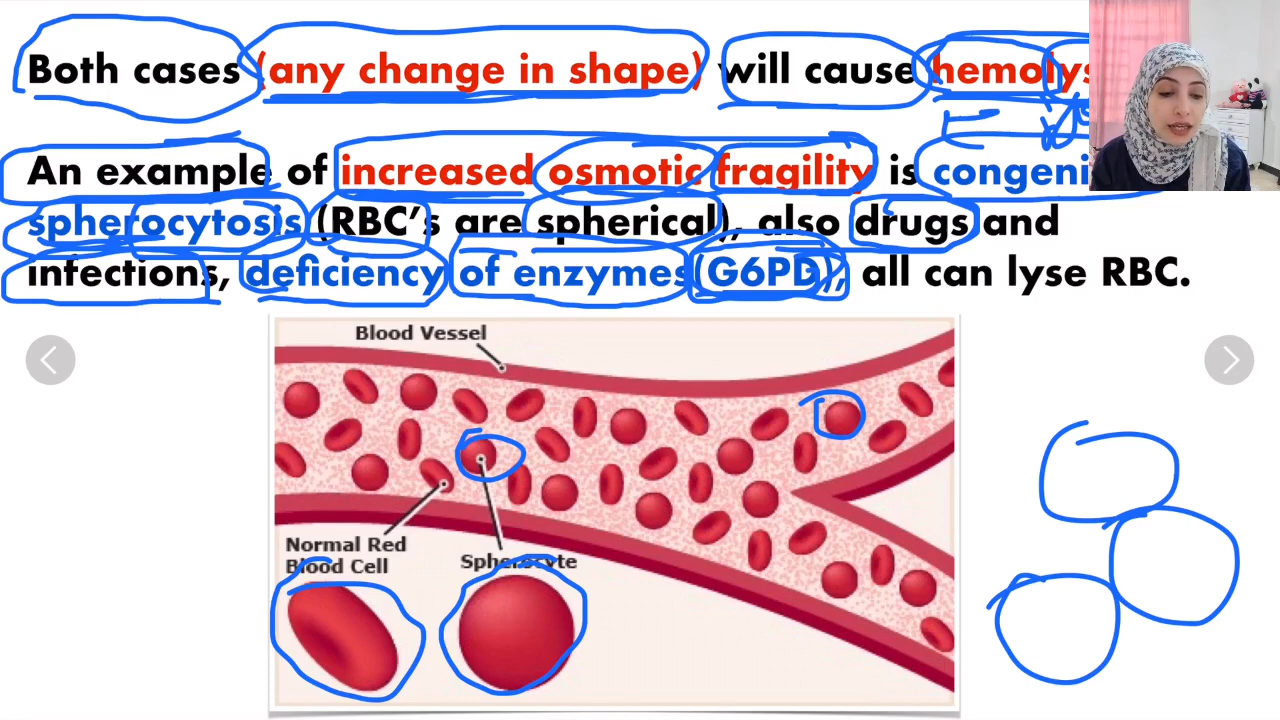 Both cases (any change in shape) will cause
An example of increased osmotic fragility is
spherocytosis (RBC's are spherical), also drugs and
infections, deficiency of enzymes (G6PD), all can lyse RBC.
Blood Vessel
Normal Red
Blood Cell
Spherocyte